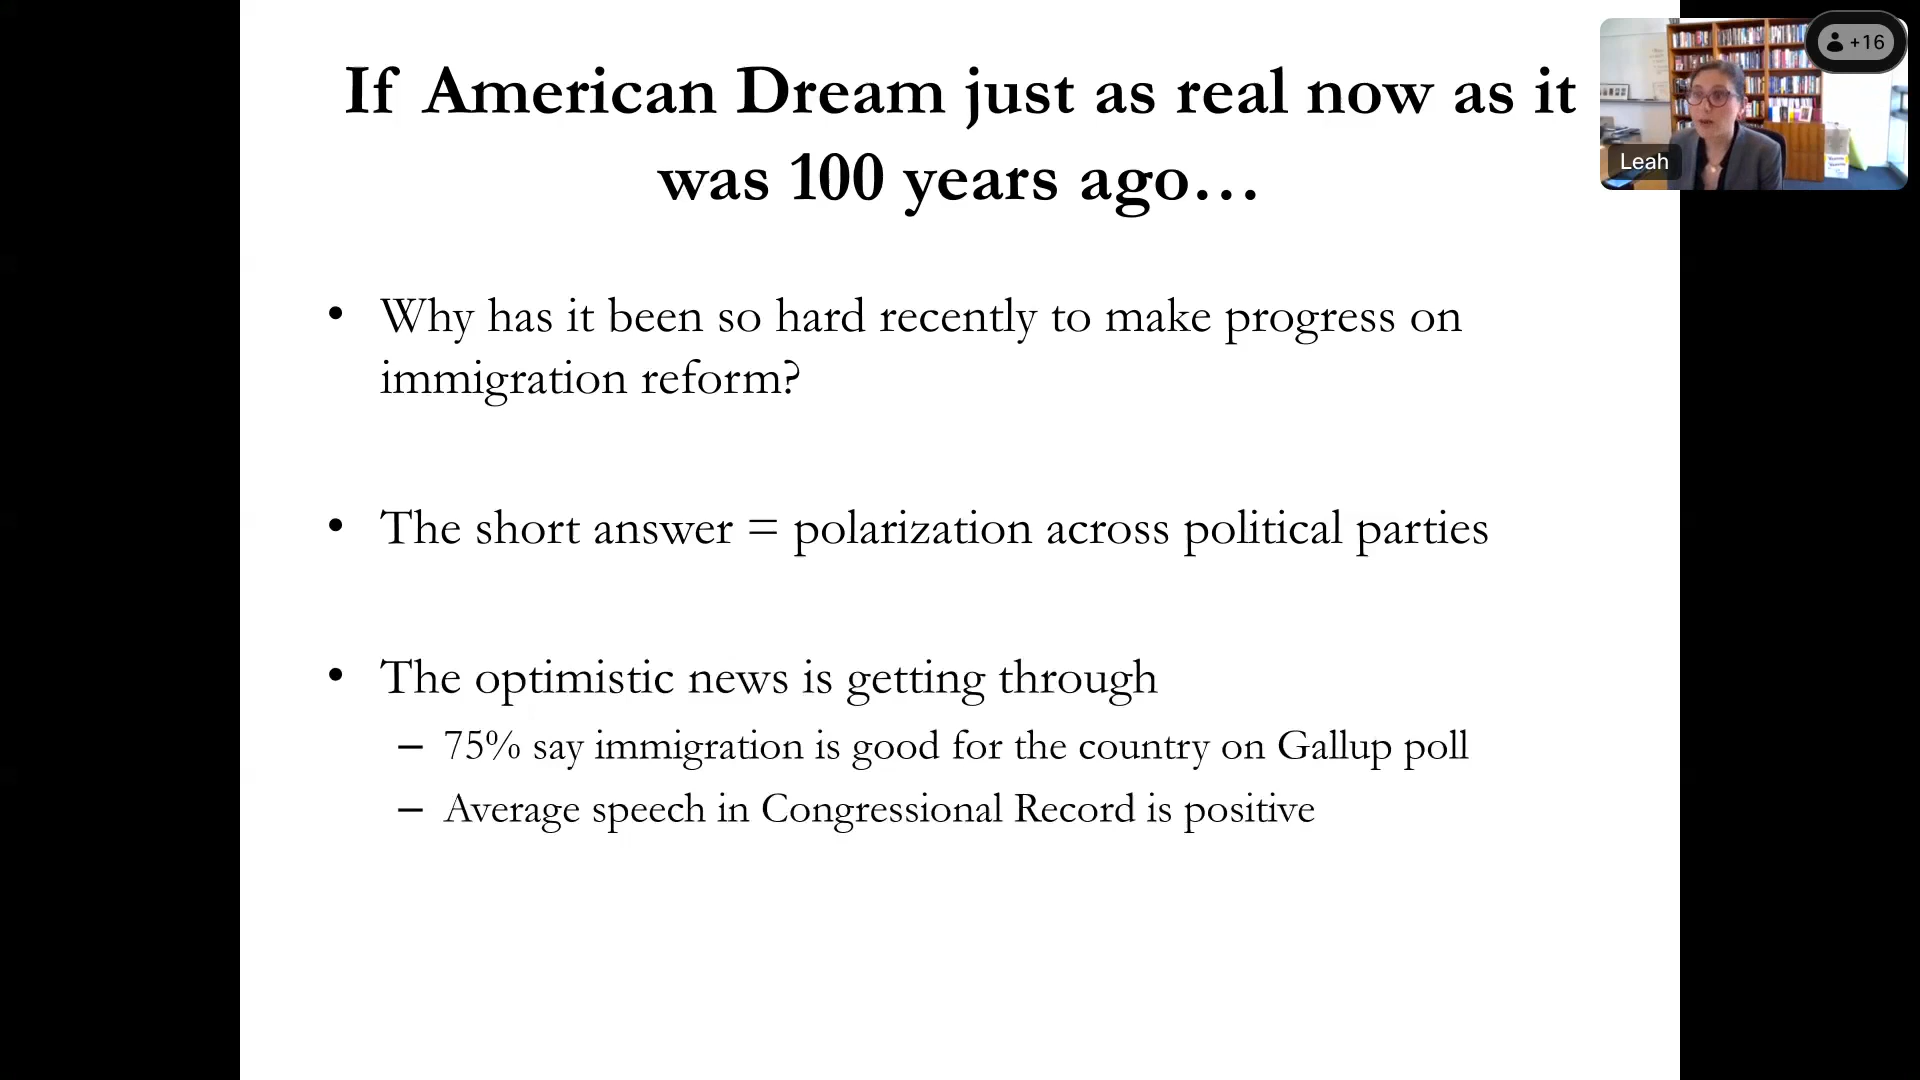 If American Dream just as real now as it
was 100 years ago…
• Why has it been so hard recently to make progress on
immigration reform?
• The short answer = polarization across political parties
• The optimistic news is getting through
– 75% say immigration is good for the country on Gallup poll
– Average speech in Congressional Record is positive
+16
Leah